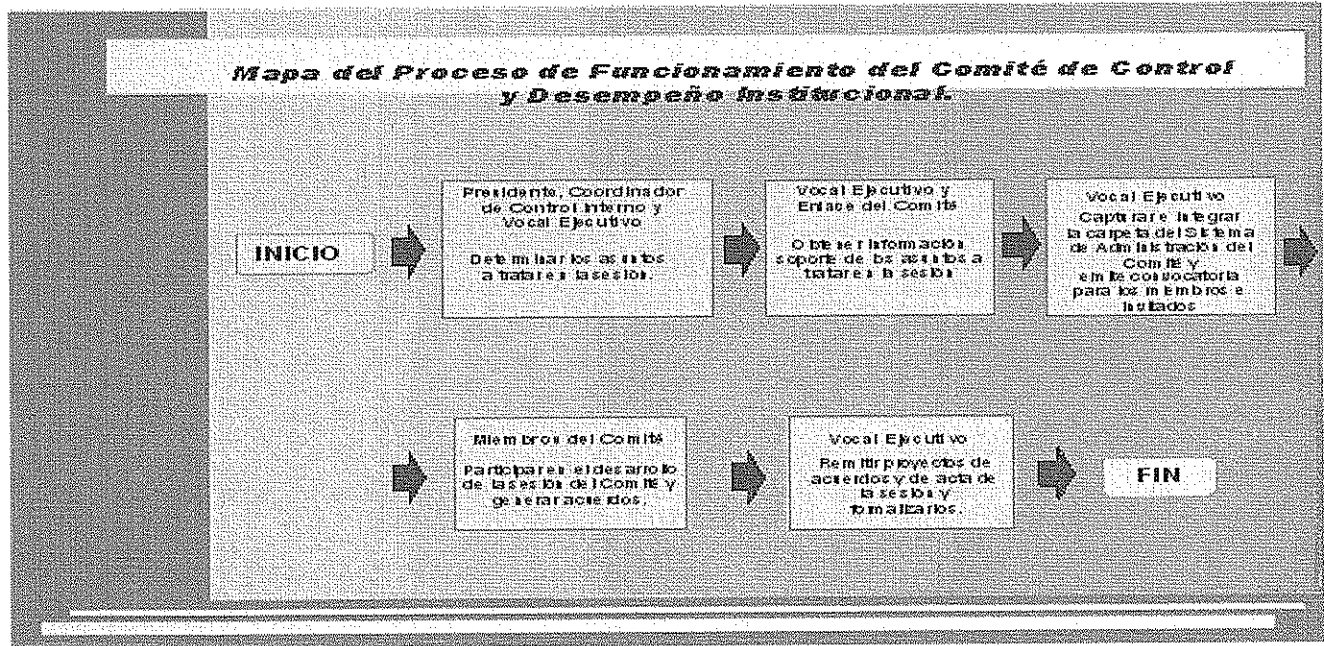 Mapa del Proceso de Funcionamiento del Comité de Control
y Desempeño Institucional.
INICIO
Presidente, Coordinador
de Control Interno y
Vocal Ejecutivo
Determinar los asuntos
a tratar en la sesión.
Vocal Ejecutivo y
Enlace del Comité
Obtener información
soporte de los asuntos a
tratar en la sesión
Vocal Ejecutivo
Capturar e integrar
la carpeta del Sistema
de Administración del
Comité y
emite convocatoria
para los miembros e
invitados
Miembros del Comité
Participar en el desarrollo
de la sesión del Comité y
generar acuerdos.
Vocal Ejecutivo
Remitir proyectos de
acuerdos y de acta de
la sesión y
formalizarlos.
FIN